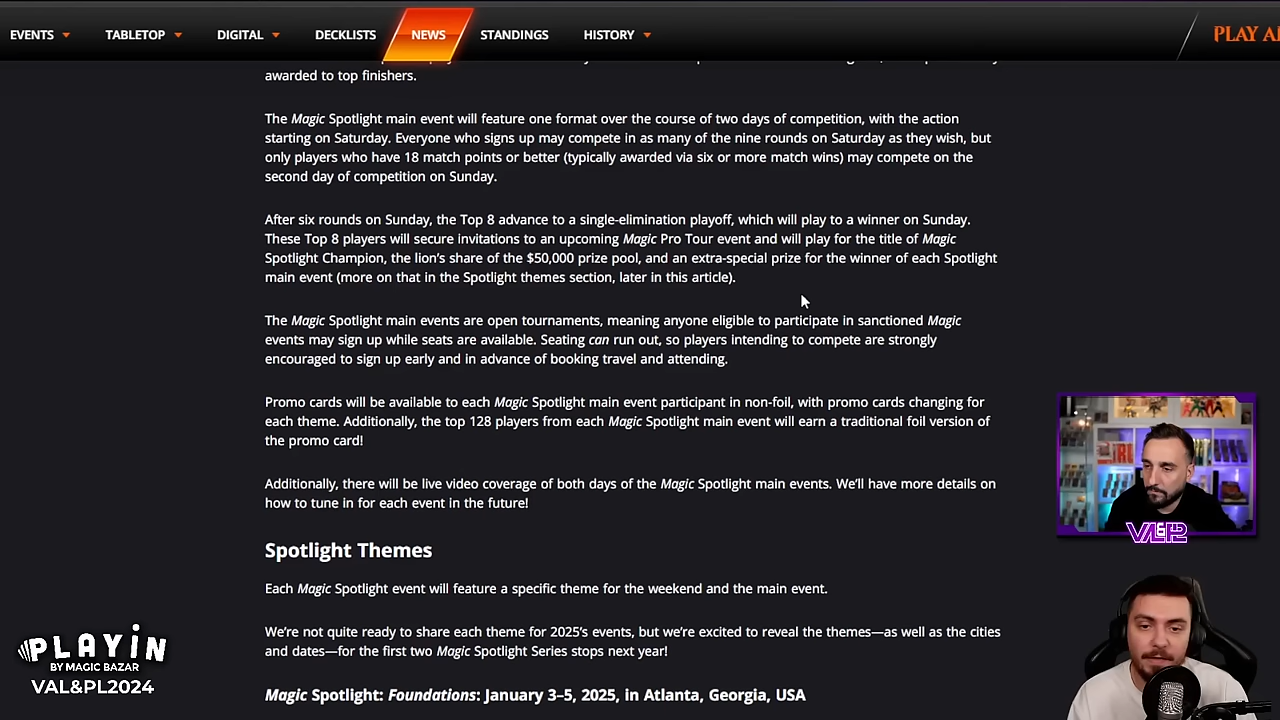 EVENTS TABLETOP DIGITAL DECKLISTS NEWS STANDINGS HISTORY PLAY
awarded to top finishers.
The Magic Spotlight main event will feature one format over the course of two days of competition, with the action
starting on Saturday. Everyone who signs up may compete in as many of the nine rounds on Saturday as they wish, but
only players who have 18 match points or better (typically awarded via six or more match wins) may compete on the
second day of competition on Sunday.
After six rounds on Sunday, the Top 8 advance to a single-elimination playoff, which will play to a winner on Sunday.
These Top 8 players will secure invitations to an upcoming Magic Pro Tour event and will play for the title of Magic
Spotlight Champion, the lion's share of the $50,000 prize pool, and an extra-special prize for the winner of each Spotlight
main event (more on that in the Spotlight themes section, later in this article).
The Magic Spotlight main events are open tournaments, meaning anyone eligible to participate in sanctioned Magic
events may sign up while seats are available. Seating can run out, so players intending to compete are strongly
encouraged to sign up early and in advance of booking travel and attending.
Promo cards will be available to each Magic Spotlight main event participant in non-foil, with promo cards changing for
each theme. Additionally, the top 128 players from each Magic Spotlight main event will earn a traditional foil version of
the promo card!
Additionally, there will be live video coverage of both days of the Magic Spotlight main events. We'll have more details on
how to tune in for each event in the future!
Spotlight Themes
Each Magic Spotlight event will feature a specific theme for the weekend and the main event.
We're not quite ready to share each theme for 2025's events, but we're excited to reveal the themes—as well as the cities
and dates—for the first two Magic Spotlight Series stops next year!
Magic Spotlight: Foundations: January 3–5, 2025, in Atlanta, Georgia, USA
VAL&PL
PLAYIN
BY MAGIC BAZAR
VAL&PL2024